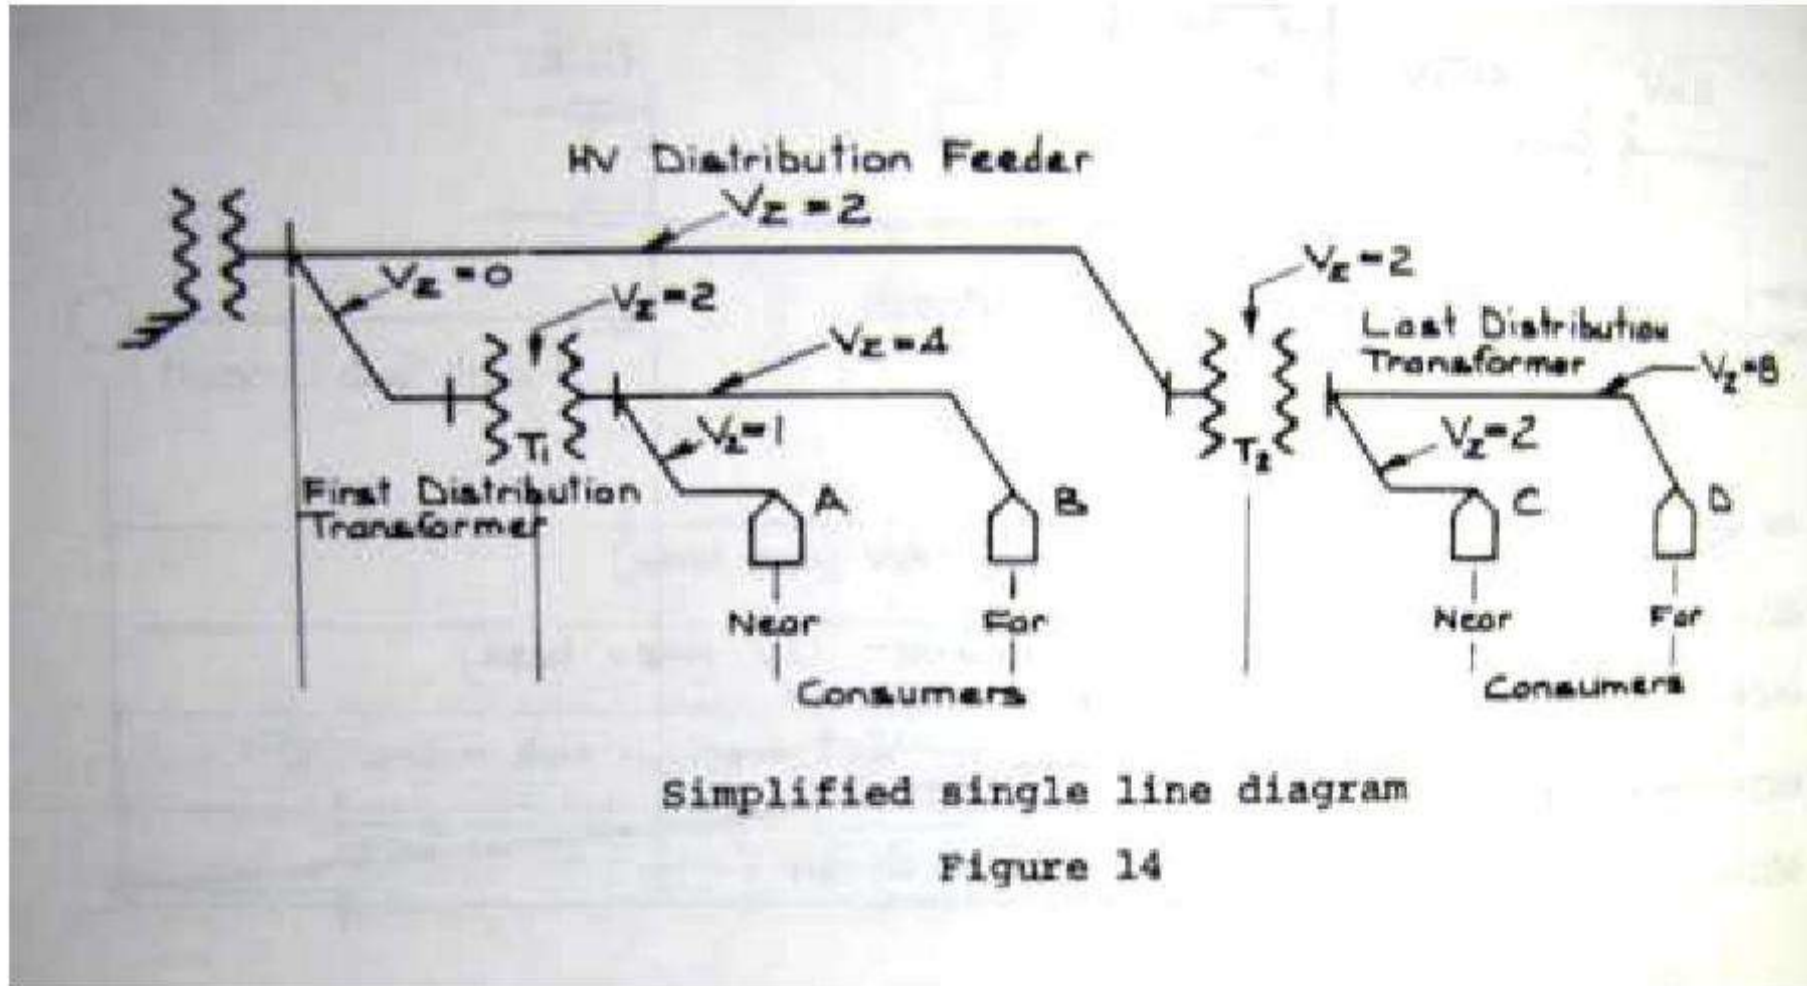 HV Distribution Feeder
Vz = 2
Vz = 0
Vz = 2
Vz = 4
Vz = 1
Vz = 2
Last Distribution
Transformer
Vz = 8
Vz = 2
T1
T2
First Distribution
Transformer
A
B
C
D
Near
Far
Near
Far
Consumers
Consumers
Simplified single line diagram
Figure 14